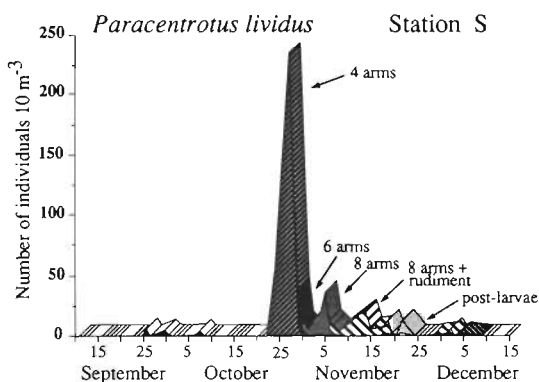 Paracentrotus lividus Station S
Number of individuals 10 m-3
250
200
150
100
50
0
4 arms
6 arms
8 arms
8 arms +
rudiment
post-larvae
15 25 5 15 25 5 15 25 5 15
September October November December